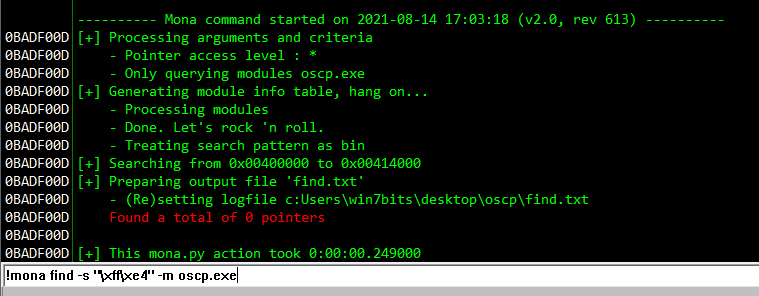 ---------- Mona command started on 2021-08-14 17:03:18 (v2.0, rev 613) ----------
0BADF00D [+] Processing arguments and criteria
0BADF00D - Pointer access level : *
0BADF00D - Only querying modules oscp.exe
0BADF00D [+] Generating module info table, hang on...
0BADF00D - Processing modules
0BADF00D - Done. Let's rock 'n roll.
0BADF00D - Treating search pattern as bin
0BADF00D [+] Searching from 0x00400000 to 0x00414000
0BADF00D [+] Preparing output file 'find.txt'
0BADF00D - (Re)setting logfile c:Users\win7bits\desktop\oscp\find.txt
0BADF00D Found a total of 0 pointers
0BADF00D
0BADF00D [+] This mona.py action took 0:00:00.249000
!mona find -s "\xff\xe4" -m oscp.exe